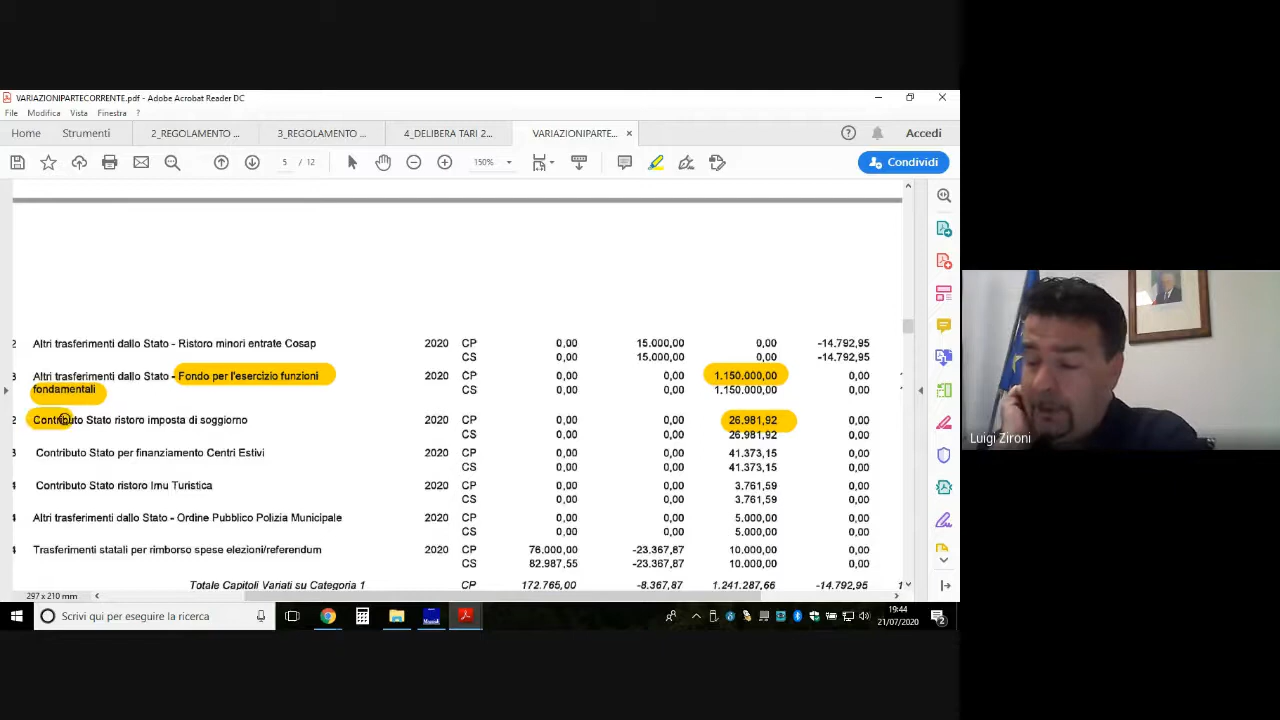 VARIAZIONIPARTECORRENTE.pdf - Adobe Acrobat Reader DC
File Modifica Vista Finestra ?
Home Strumenti 2_REGOLAMENTO ... 3_REGOLAMENTO ... 4_DELIBERA TARI 2... VARIAZIONIPARTE... × Accedi
5 / 12 150% Condividi
2 Altri trasferimenti dallo Stato - Ristoro minori entrate Cosap 2020 CP 0,00 15.000,00 0,00 -14.792,95
CS 0,00 15.000,00 0,00 -14.792,95
3 Altri trasferimenti dallo Stato - Fondo per l'esercizio funzioni 2020 CP 0,00 0,00 1.150.000,00 0,00
fondamentali CS 0,00 0,00 1.150.000,00 0,00
2 Contributo Stato ristoro imposta di soggiorno 2020 CP 0,00 0,00 26.981,92 0,00
CS 0,00 0,00 26.981,92 0,00
3 Contributo Stato per finanziamento Centri Estivi 2020 CP 0,00 0,00 41.373,15 0,00
CS 0,00 0,00 41.373,15 0,00
4 Contributo Stato ristoro Imu Turistica 2020 CP 0,00 0,00 3.761,59 0,00
CS 0,00 0,00 3.761,59 0,00
4 Altri trasferimenti dallo Stato - Ordine Pubblico Polizia Municipale 2020 CP 0,00 0,00 5.000,00 0,00
CS 0,00 0,00 5.000,00 0,00
4 Trasferimenti statali per rimborso spese elezioni/referendum 2020 CP 76.000,00 -23.367,87 10.000,00 0,00
CS 82.987,55 -23.367,87 10.000,00 0,00
Totale Capitoli Variati su Categoria 1 CP 172.765,00 -8.367,87 1.241.287,66 -14.792,95 1
297 x 210 mm
Luigi Zironi
Scrivi qui per eseguire la ricerca
19:44
21/07/2020
2